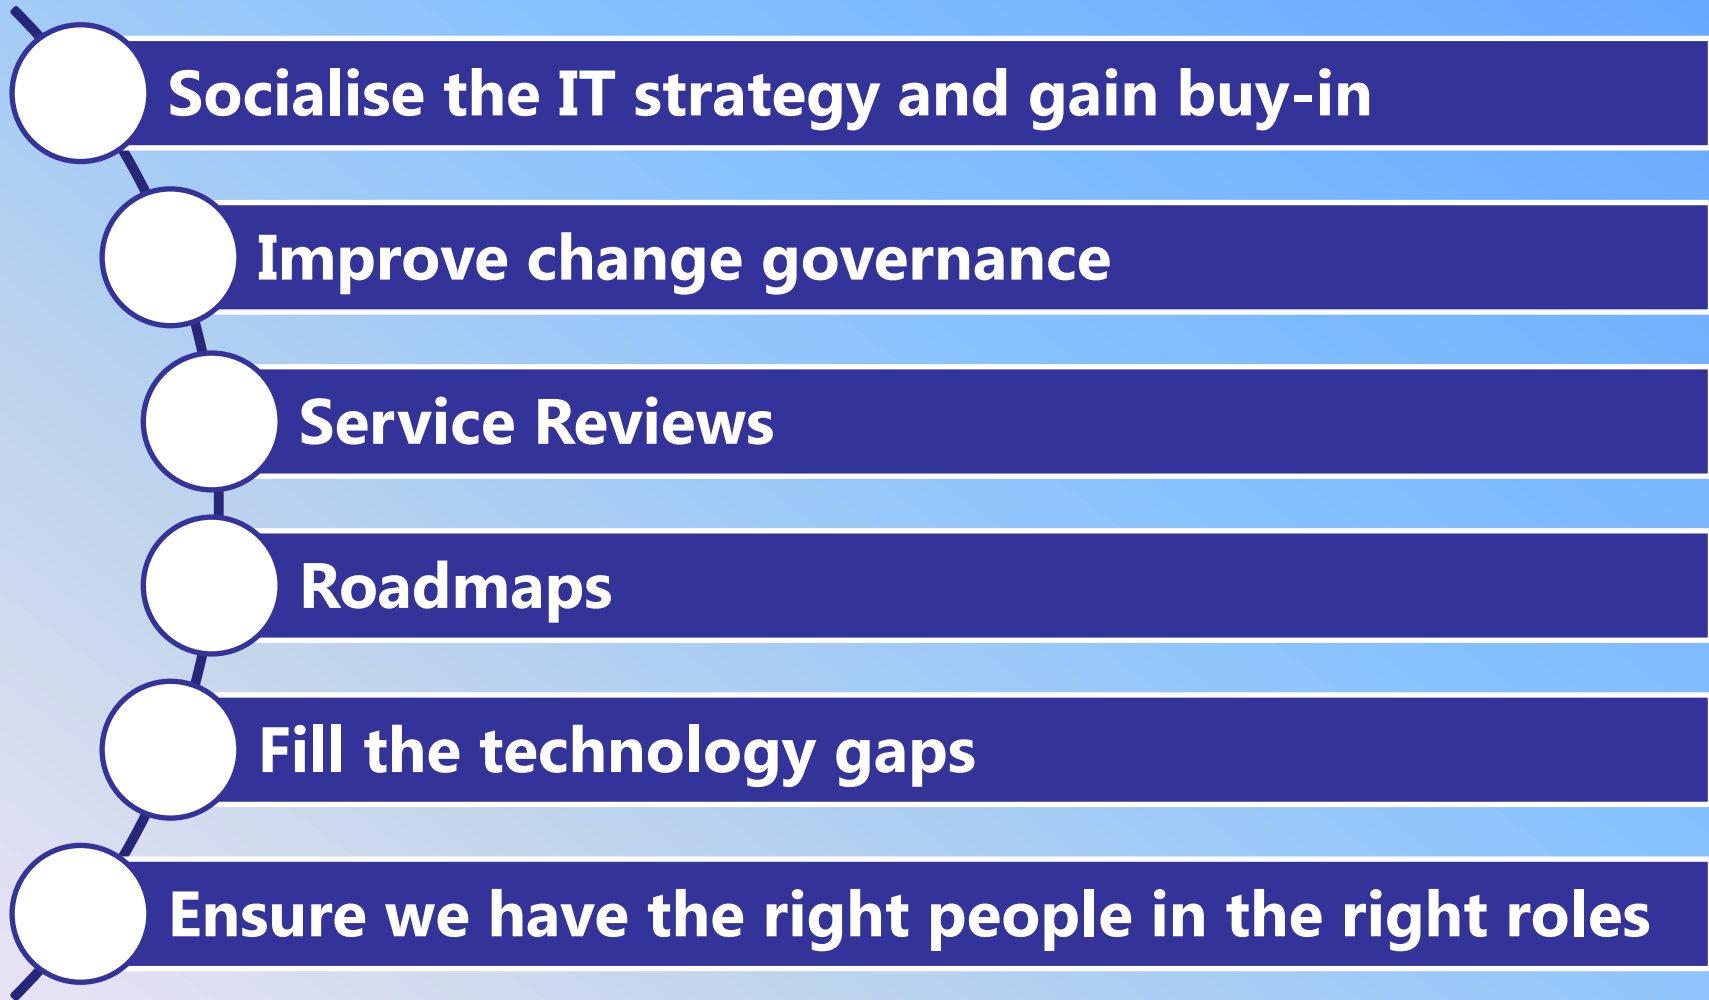 Socialise the IT strategy and gain buy-in
Improve change governance
Service Reviews
Roadmaps
Fill the technology gaps
Ensure we have the right people in the right roles